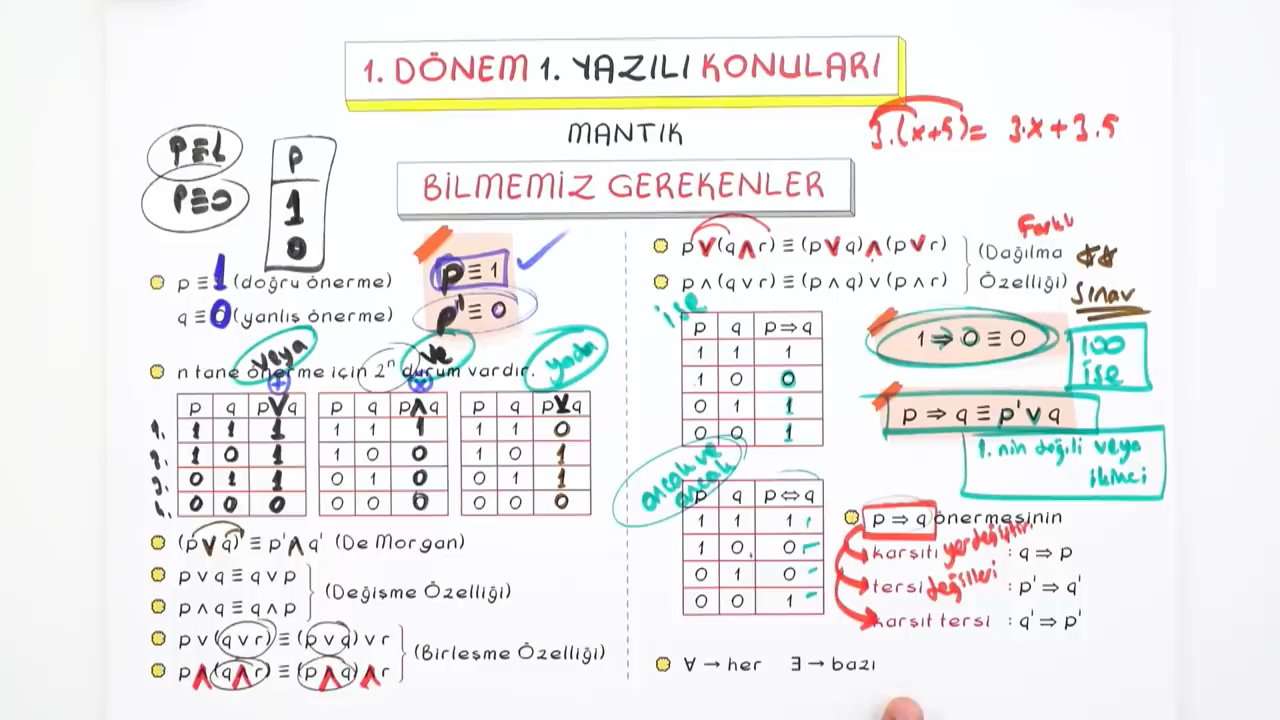 1. DÖNEM 1. YAZILI KONULARI
MANTIK
3.(x+5)= 3.x+3.5
BİLMEMİZ GEREKENLER
p≡1
p≡0
p
1
0
p ≡ 1 (doğru önerme)
q ≡ 0 (yanlış önerme)
p ≡ 1
p' ≡ 0
veya
ve
yada
n tane önerme için 2ⁿ durum vardır.
+
x
p q p∨q
1. 1 1 1
2. 1 0 1
3. 0 1 1
4. 0 0 0
p q p∧q
1 1 1
1 0 0
0 1 0
0 0 0
p q p⊻q
1 1 0
1 0 1
0 1 1
0 0 0
(p∨q)' ≡ p'∧q' (De Morgan)
p ∨ q ≡ q ∨ p
p ∧ q ≡ q ∧ p
(Değişme Özelliği)
p ∨ (q ∨ r) ≡ (p ∨ q) ∨ r
p ∧ (q ∧ r) ≡ (p ∧ q) ∧ r
(Birleşme Özelliği)
p ∨ (q ∧ r) ≡ (p ∨ q) ∧ (p ∨ r)
p ∧ (q ∨ r) ≡ (p ∧ q) ∨ (p ∧ r)
Farklı
(Dağılma
Özelliği)
Sınav
ise
p q p⇒q
1 1 1
1 0 0
0 1 1
0 0 1
1 ⇒ 0 ≡ 0
100
ise
p ⇒ q ≡ p' ∨ q
1.nin değili veya
ikinci
ancak ve
ancak
p q p⇔q
1 1 1
1 0 0
0 1 0
0 0 1
p ⇒ q önermesinin
karşıtı yer değiştir : q ⇒ p
tersi değilleri : p' ⇒ q'
karşıt tersi : q' ⇒ p'
∀ → her ∃ → bazı